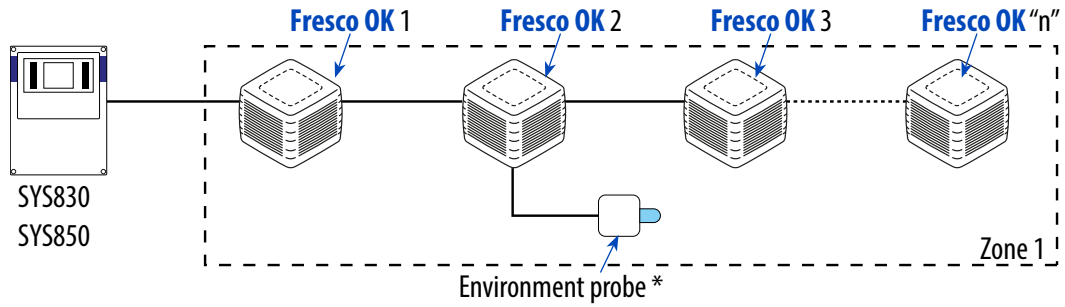 Fresco OK 1
Fresco OK 2
Fresco OK 3
Fresco OK “n”
SYS830
SYS850
Zone 1
Environment probe *